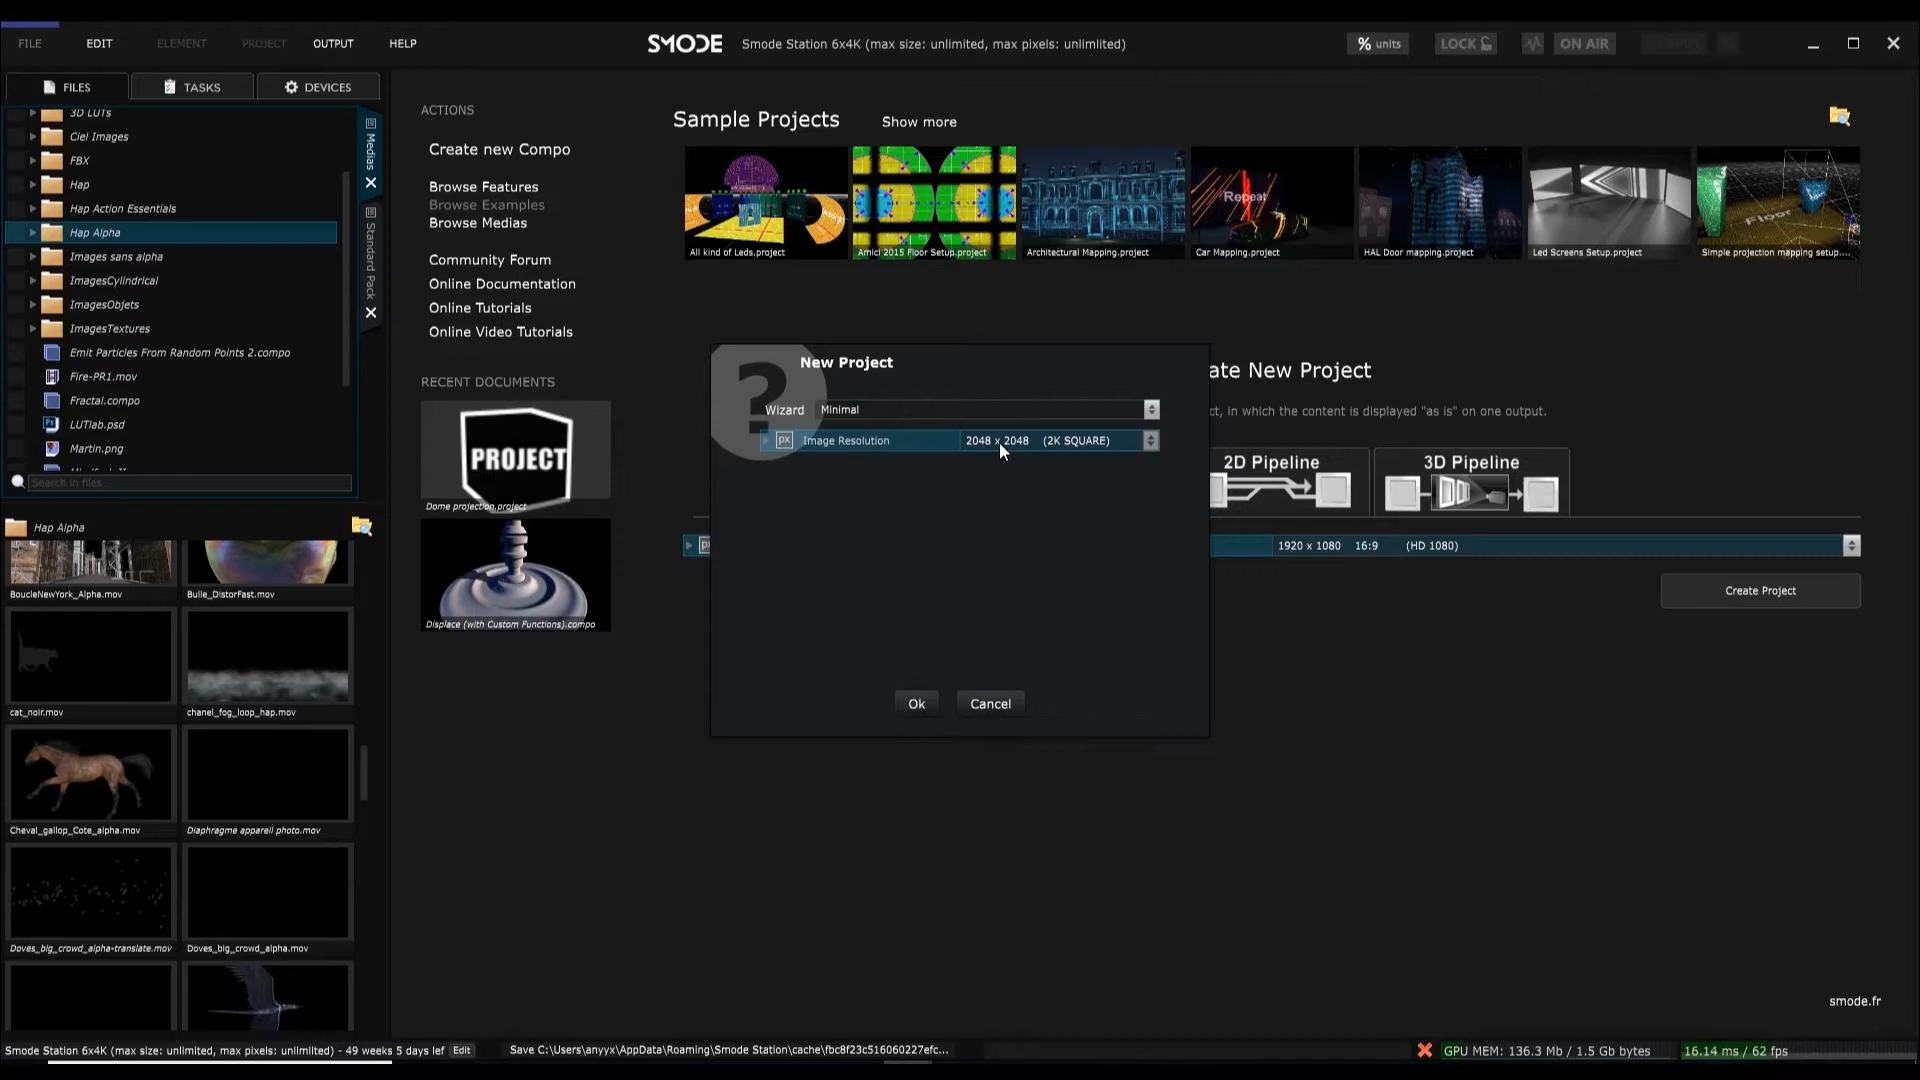 FILE EDIT ELEMENT PROJECT OUTPUT HELP
SMODE Smode Station 6x4K (max size: unlimited, max pixels: unlimlited)
% units LOCK ON AIR
FILES TASKS DEVICES
3D LUTs
Ciel Images
FBX
Hap
Hap Action Essentials
Hap Alpha
Images sans alpha
ImagesCylindrical
ImagesObjets
ImagesTextures
Emit Particles From Random Points 2.compo
Fire-PR1.mov
Fractal.compo
LUTlab.psd
Martin.png
Search in files
Medias
Standard Pack
Hap Alpha
BoucleNewYork_Alpha.mov
Bulle_DistorFast.mov
cat_noir.mov
chanel_fog_loop_hap.mov
Cheval_gallop_Cote_alpha.mov
Diaphragme appareil photo.mov
Doves_big_crowd_alpha-translate.mov
Doves_big_crowd_alpha.mov
ACTIONS
Create new Compo
Browse Features
Browse Examples
Browse Medias
Community Forum
Online Documentation
Online Tutorials
Online Video Tutorials
RECENT DOCUMENTS
PROJECT
Dome projection.project
Displace (with Custom Functions).compo
Sample Projects Show more
Repeat
Floor
All kind of Leds.project
Amici 2015 Floor Setup.project
Architectural Mapping.project
Car Mapping.project
HAL Door mapping.project
Led Screens Setup.project
Simple projection mapping setup....
New Project
?
Wizard Minimal
px Image Resolution 2048 x 2048 (2K SQUARE)
Ok Cancel
ate New Project
ct, in which the content is displayed "as is" on one output.
2D Pipeline 3D Pipeline
1920 x 1080 16:9 (HD 1080)
Create Project
smode.fr
Smode Station 6x4K (max size: unlimited, max pixels: unlimlited) - 49 weeks 5 days lef Edit
Save C:\Users\anyyx\AppData\Roaming\Smode Station\cache\fbc8f23c516060227efc...
GPU MEM: 136.3 Mb / 1.5 Gb bytes
16.14 ms / 62 fps